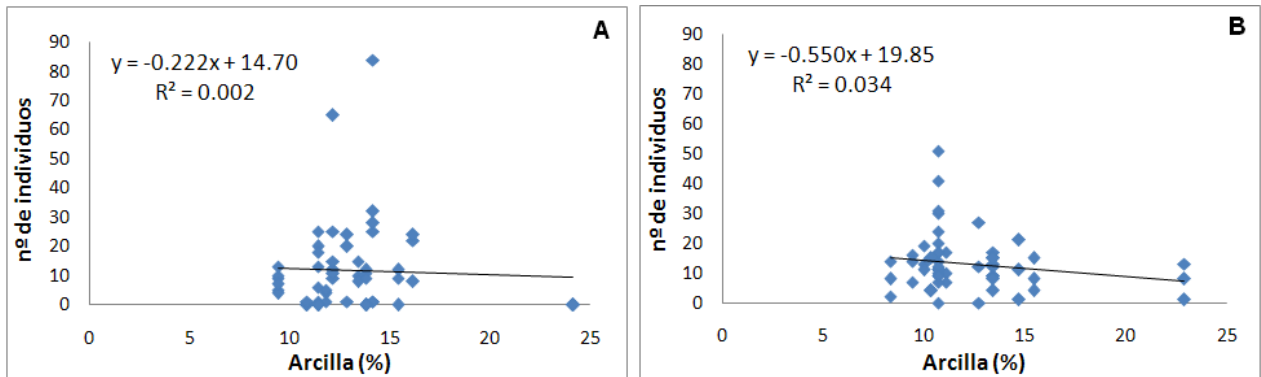 A
y = -0.222x + 14.70
R² = 0.002
90
80
70
60
50
40
30
20
10
0
nº de individuos
0 5 10 15 20 25
Arcilla (%)
B
y = -0.550x + 19.85
R² = 0.034
90
80
70
60
50
40
30
20
10
0
nº de individuos
0 5 10 15 20 25
Arcilla (%)